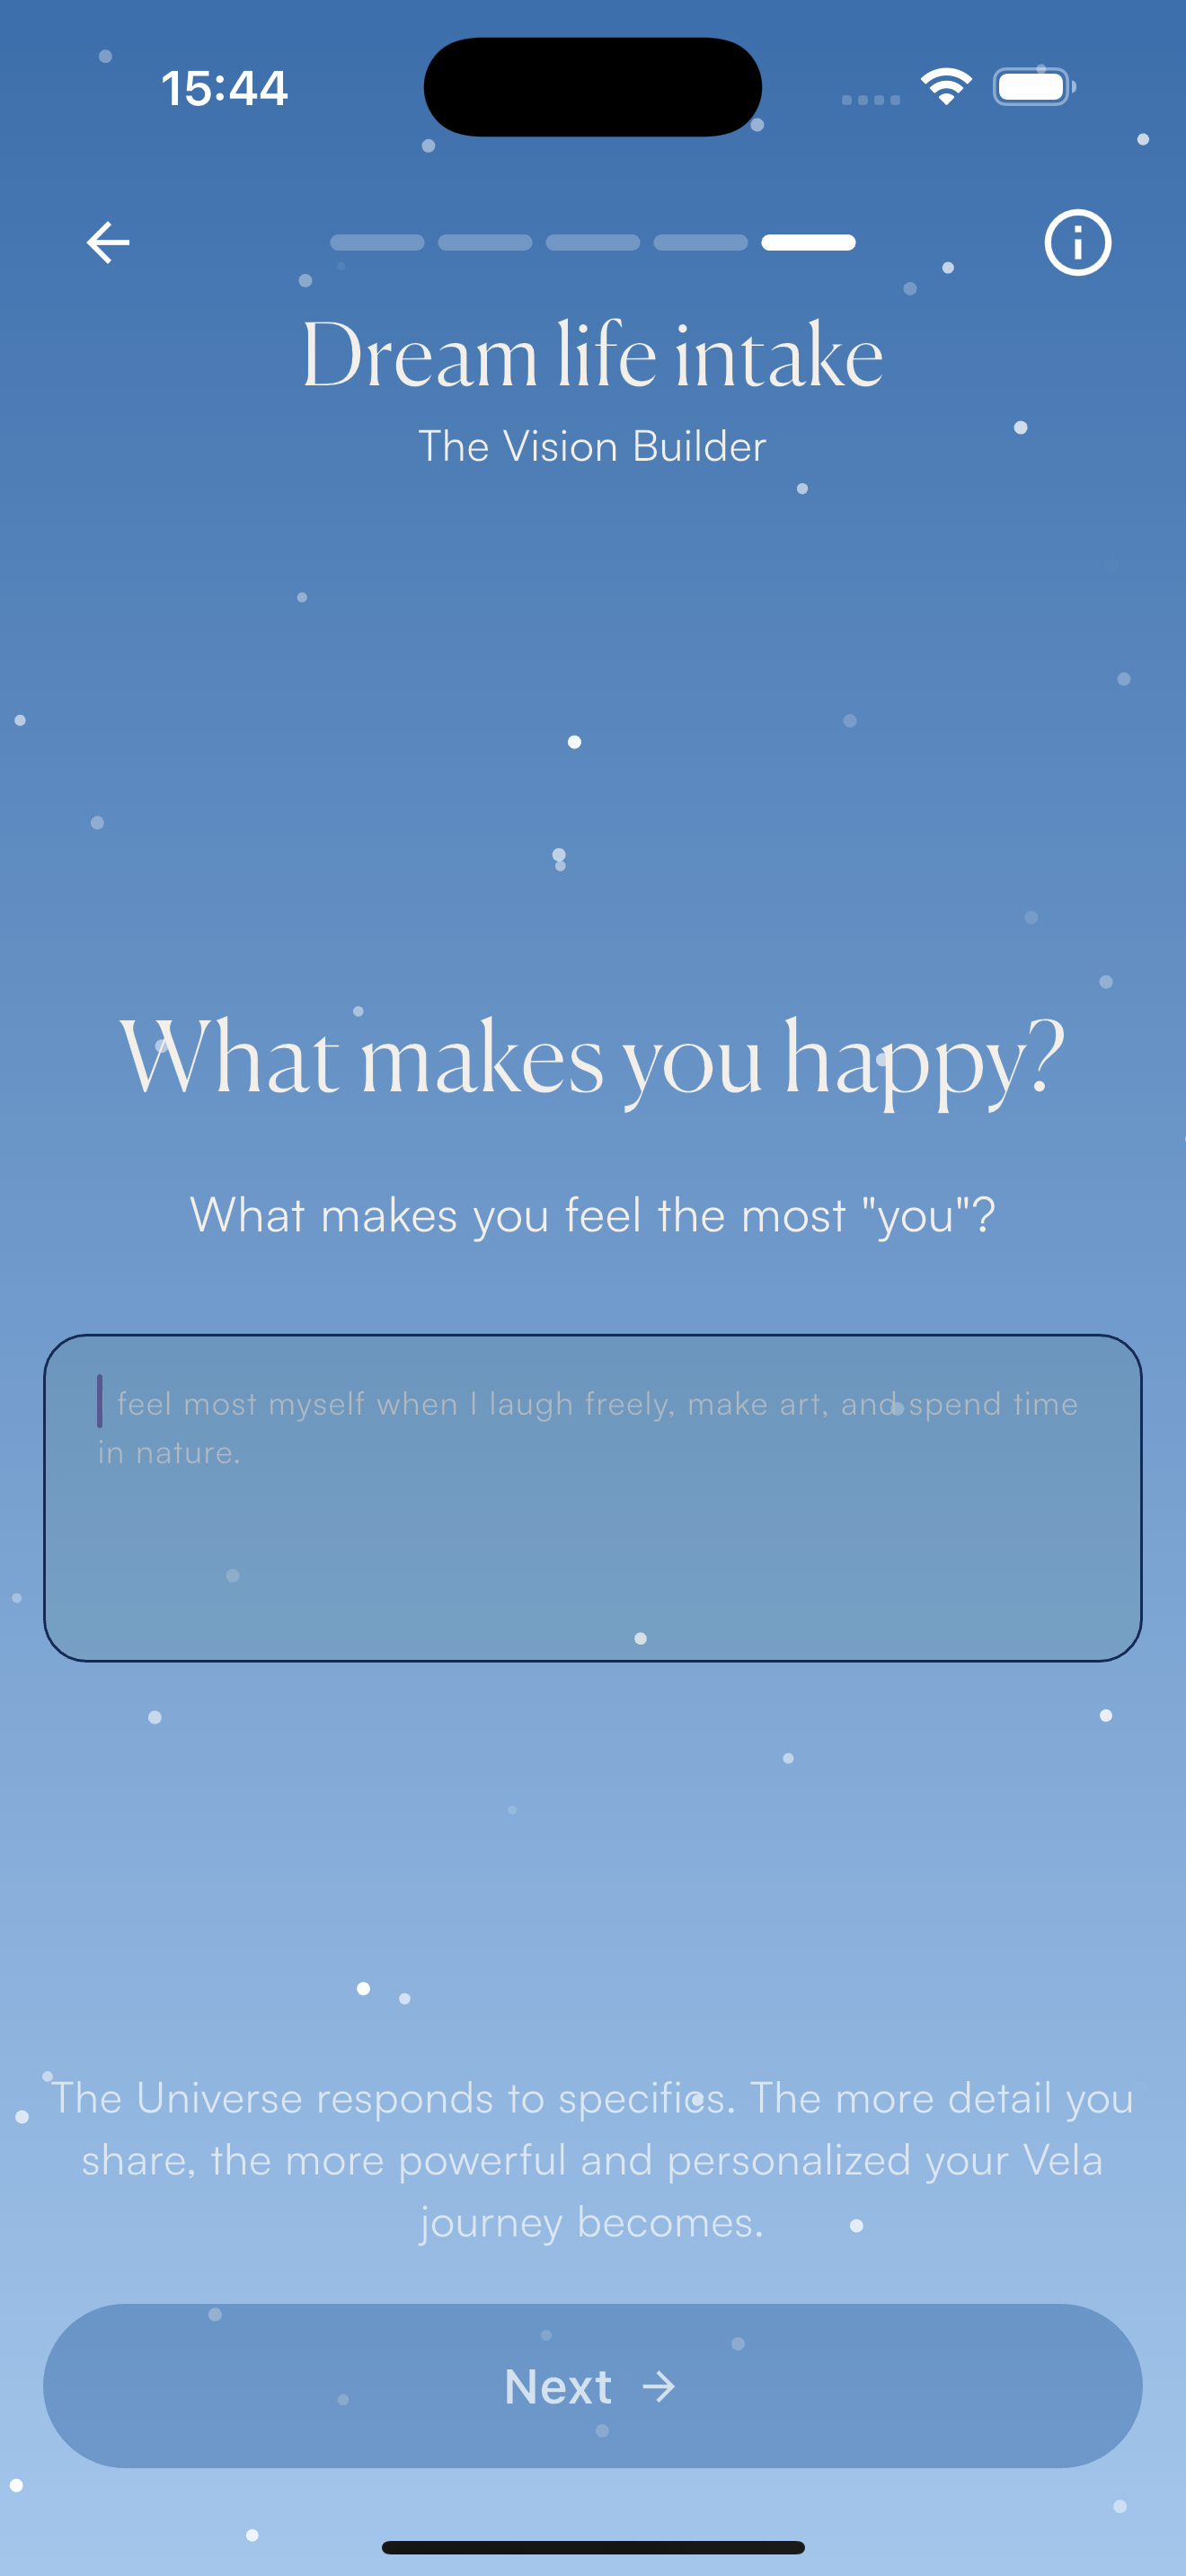 15:44
Dream life intake
The Vision Builder
What makes you happy?
What makes you feel the most "you"?
feel most myself when I laugh freely, make art, and spend time
in nature.
The Universe responds to specifics. The more detail you
share, the more powerful and personalized your Vela
journey becomes.
Next →